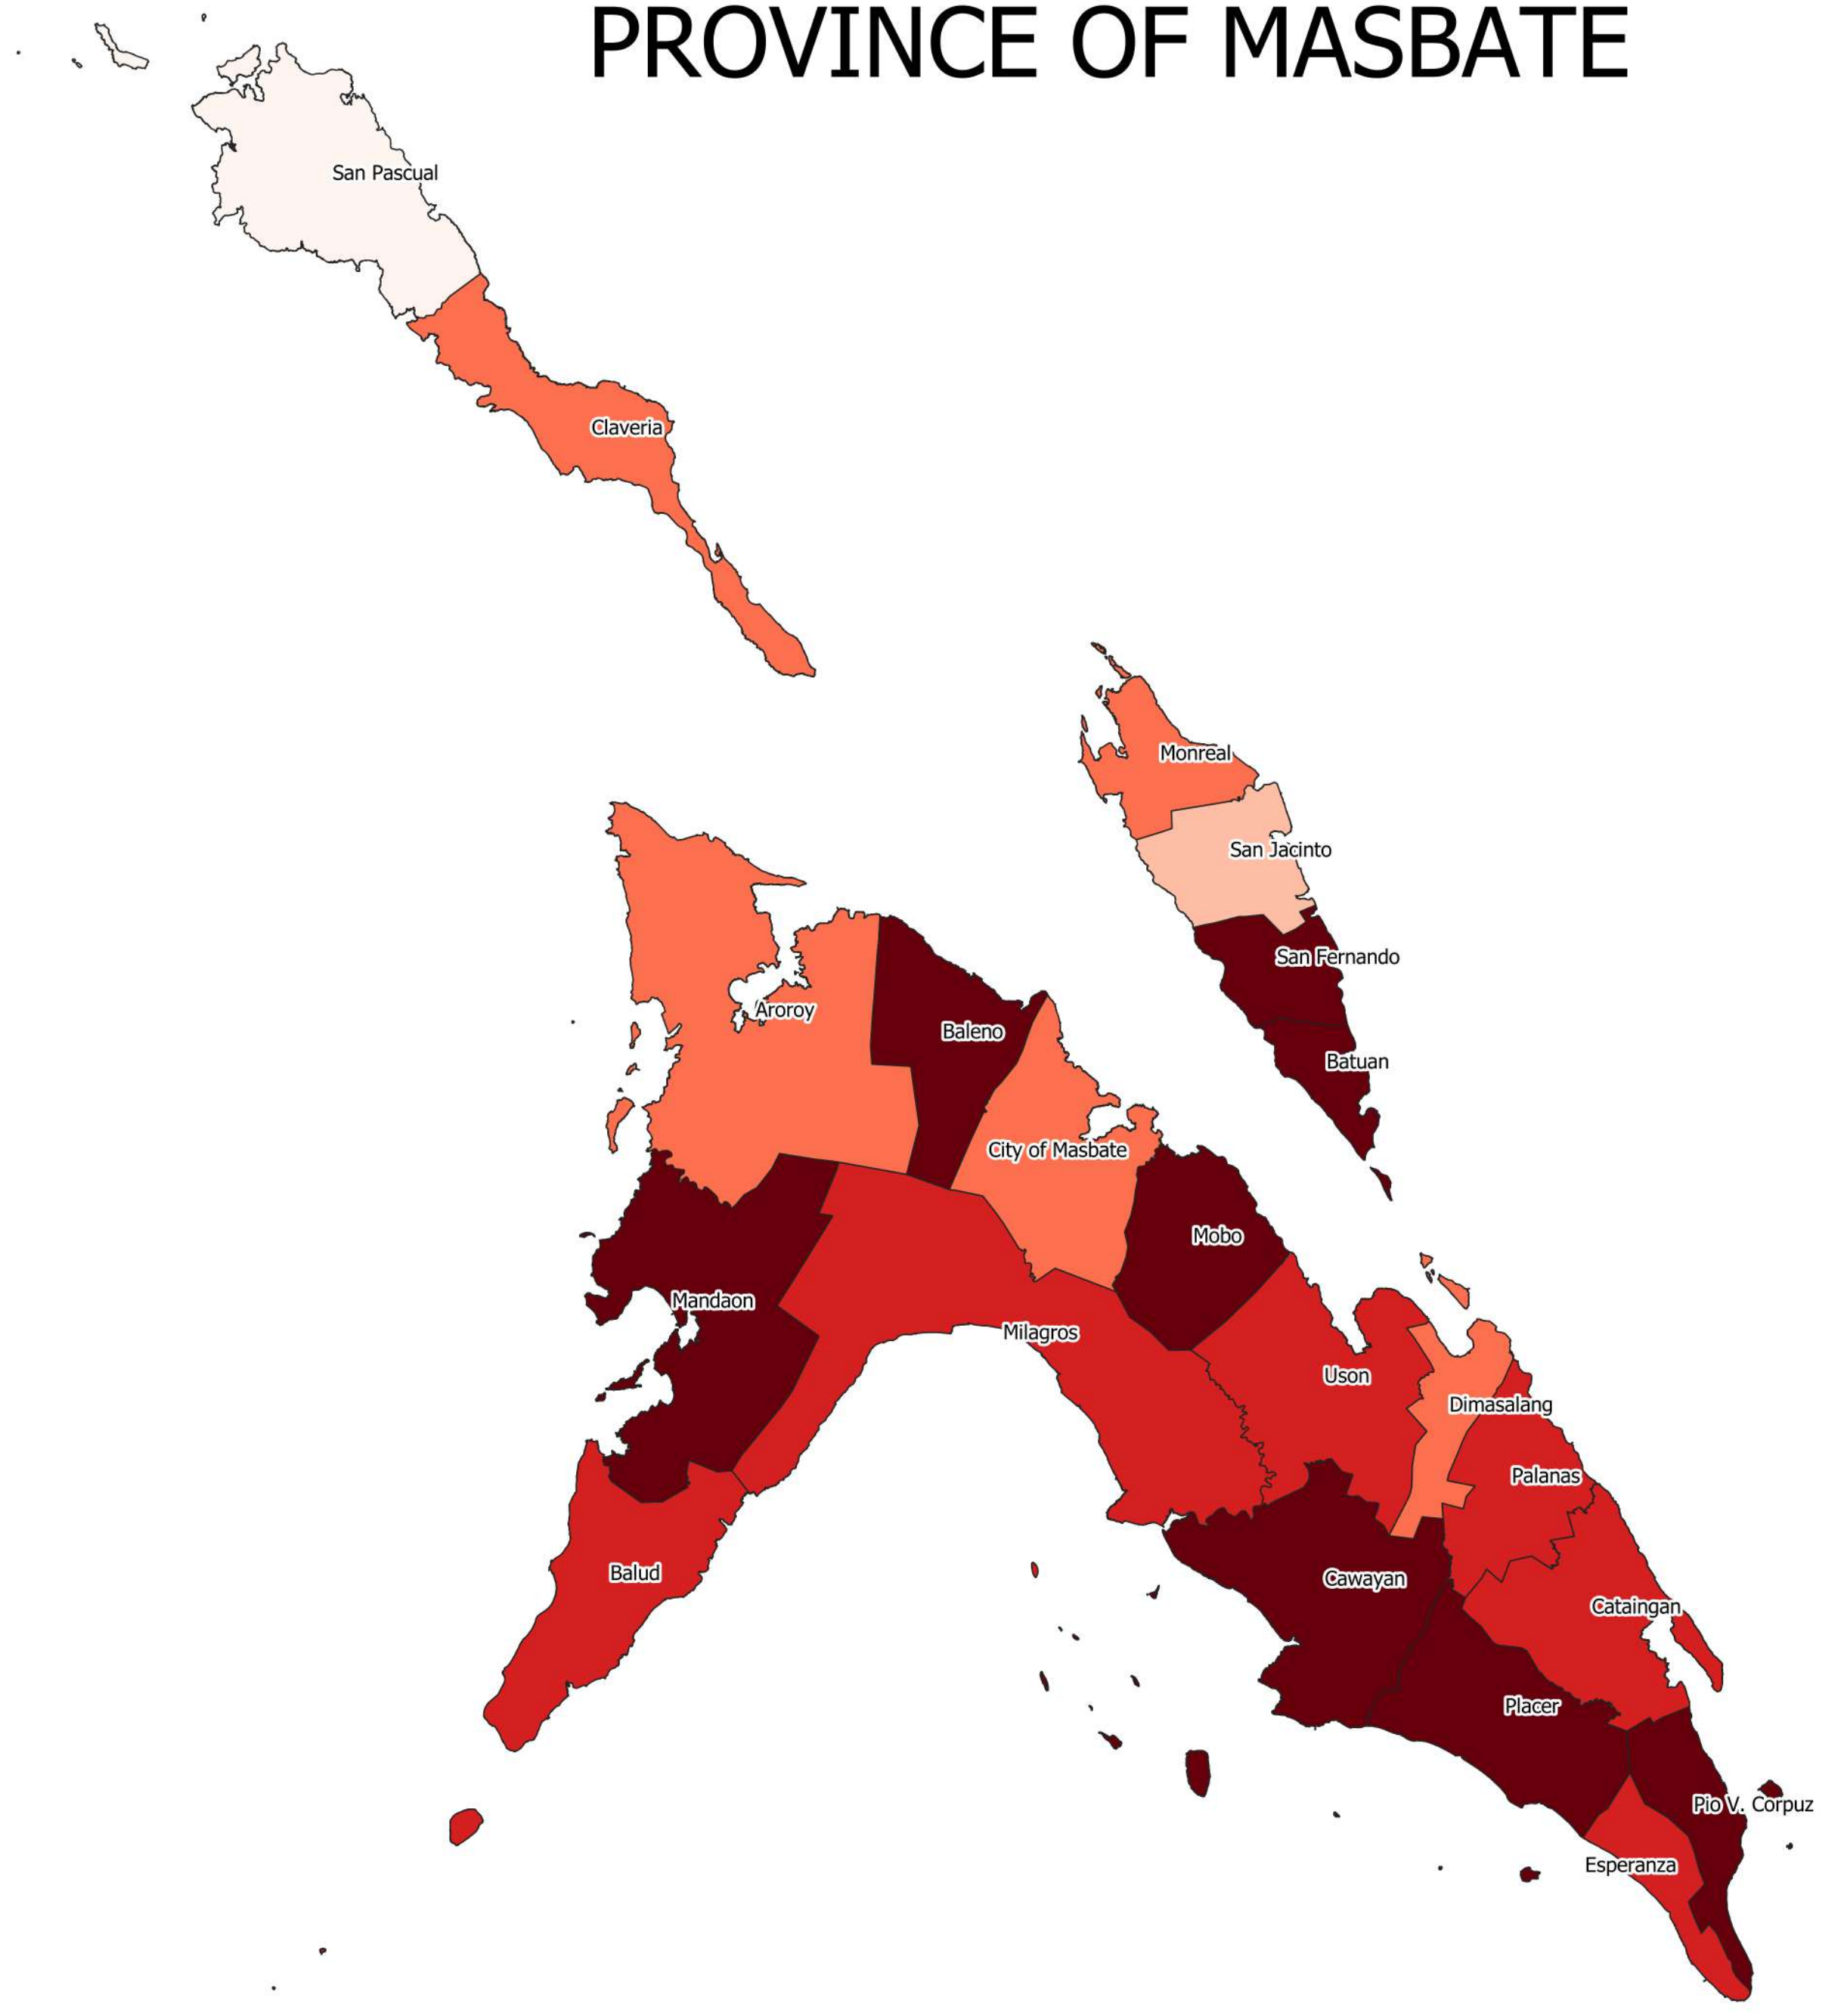 PROVINCE OF MASBATE
San Pascual
Claveria
Monreal
San Jacinto
San Fernando
Aroroy
Baleno
Batuan
City of Masbate
Mobo
Mandaon
Milagros
Uson
Dimasalang
Palanas
Balud
Cawayan
Cataingan
Placer
Pio V. Corpuz
Esperanza